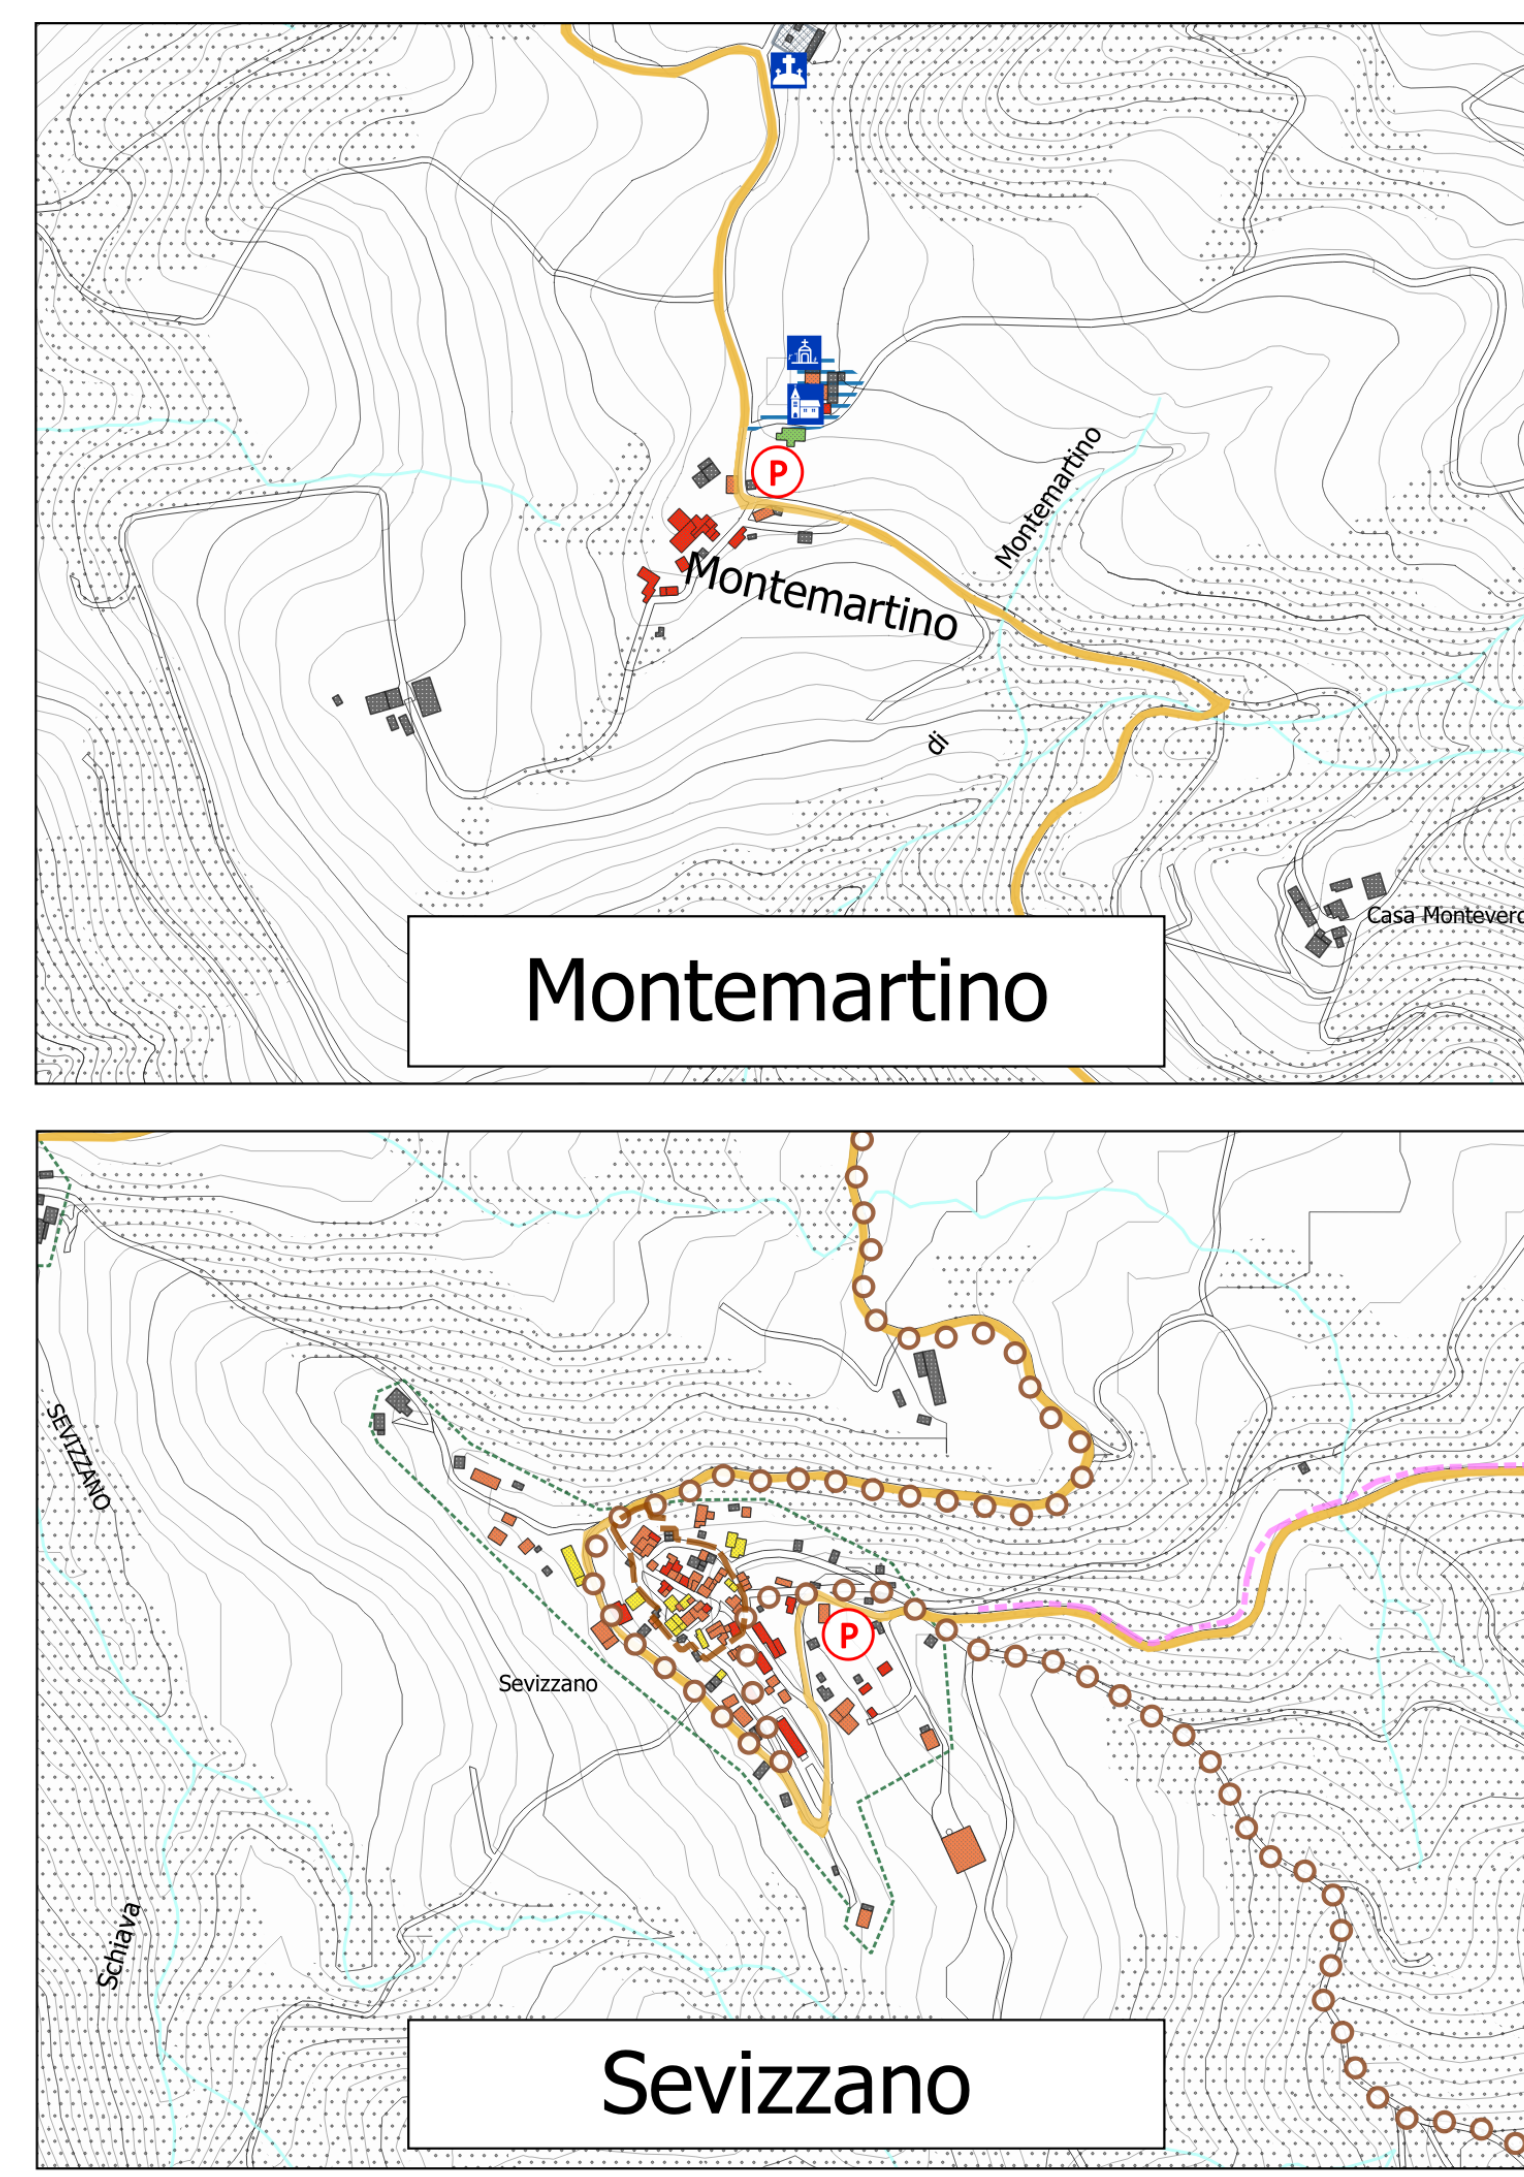 P
Montemartino
Montemartino
di
Casa Montever
Montemartino
SEVIZZANO
P
Sevizzano
Schiava
Sevizzano